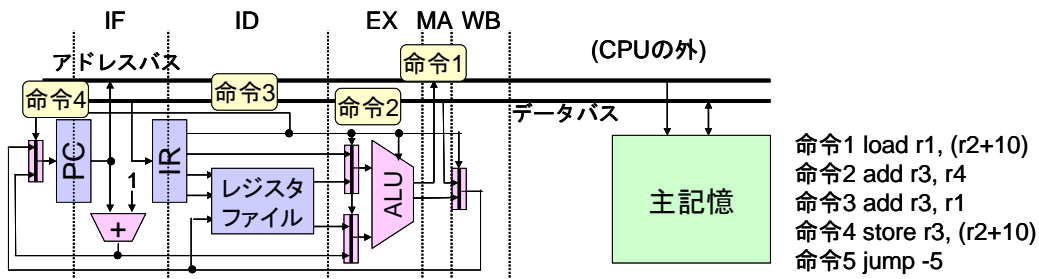 IF ID EX MA WB
(CPUの外)
アドレスバス
命令1
命令4
命令3
命令2
データバス
PC
IR
1
+
レジスタ
ファイル
ALU
主記憶
命令1 load r1, (r2+10)
命令2 add r3, r4
命令3 add r3, r1
命令4 store r3, (r2+10)
命令5 jump -5